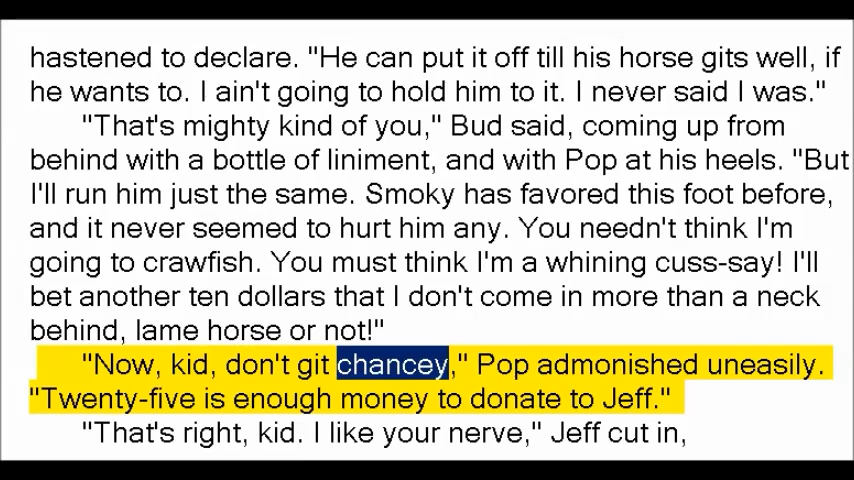 hastened to declare. "He can put it off till his horse gits well, if
he wants to. I ain't going to hold him to it. I never said I was."
"That's mighty kind of you," Bud said, coming up from
behind with a bottle of liniment, and with Pop at his heels. "But
I'll run him just the same. Smoky has favored this foot before,
and it never seemed to hurt him any. You needn't think I'm
going to crawfish. You must think I'm a whining cuss-say! I'll
bet another ten dollars that I don't come in more than a neck
behind, lame horse or not!"
"Now, kid, don't git chancey," Pop admonished uneasily.
"Twenty-five is enough money to donate to Jeff."
"That's right, kid. I like your nerve," Jeff cut in,